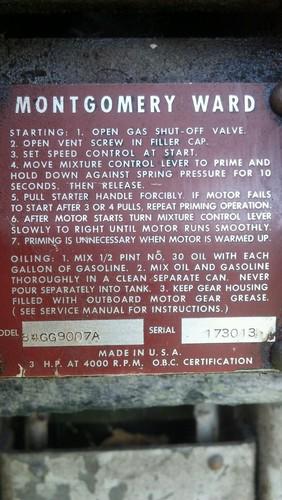 MONTGOMERY WARD
STARTING: 1. OPEN GAS SHUT-OFF VALVE.
2. OPEN VENT SCREW IN FILLER CAP.
3. SET SPEED CONTROL AT START.
4. MOVE MIXTURE CONTROL LEVER TO PRIME AND
HOLD DOWN AGAINST SPRING PRESSURE FOR 10
SECONDS. THEN RELEASE.
5. PULL STARTER HANDLE FORCIBLY. IF MOTOR FAILS
TO START AFTER 3 OR 4 PULLS, REPEAT PRIMING OPERATION.
6. AFTER MOTOR STARTS TURN MIXTURE CONTROL LEVER
SLOWLY TO RIGHT UNTIL MOTOR RUNS SMOOTHLY.
7. PRIMING IS UNNECESSARY WHEN MOTOR IS WARMED UP.
OILING: 1. MIX 1/2 PINT NO. 30 OIL WITH EACH
GALLON OF GASOLINE. 2. MIX OIL AND GASOLINE
THOROUGHLY IN A CLEAN SEPARATE CAN. NEVER
POUR SEPARATELY INTO TANK. 3. KEEP GEAR HOUSING
FILLED WITH OUTBOARD MOTOR GEAR GREASE.
( SEE SERVICE MANUAL FOR INSTRUCTIONS.)
MODEL 84GG9007A SERIAL 173013
MADE IN U.S.A.
3 H.P. AT 4000 R.P.M. O.B.C. CERTIFICATION